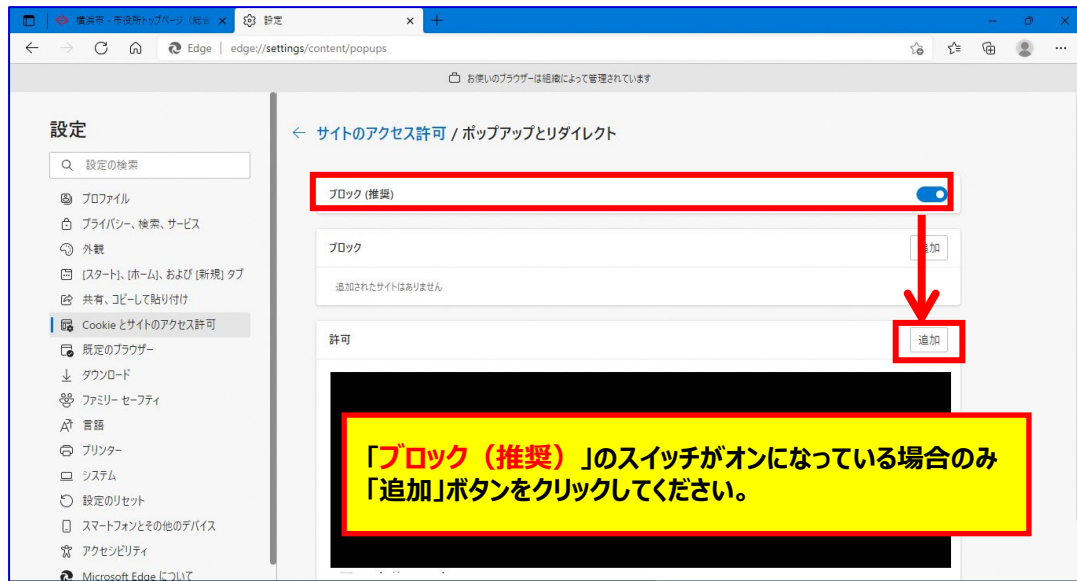 横浜市 - 市役所トップページ（総合
設定
Edge
edge://settings/content/popups
お使いのブラウザーは組織によって管理されています
設定
設定の検索
プロファイル
プライバシー、検索、サービス
外観
[スタート]、[ホーム]、および [新規] タブ
共有、コピーして貼り付け
Cookie とサイトのアクセス許可
既定のブラウザー
ダウンロード
ファミリー セーフティ
言語
プリンター
システム
設定のリセット
スマートフォンとその他のデバイス
アクセシビリティ
Microsoft Edge について
サイトのアクセス許可 / ポップアップとリダイレクト
ブロック (推奨)
ブロック
追加
追加されたサイトはありません
許可
追加
「ブロック（推奨）」のスイッチがオンになっている場合のみ
「追加」ボタンをクリックしてください。